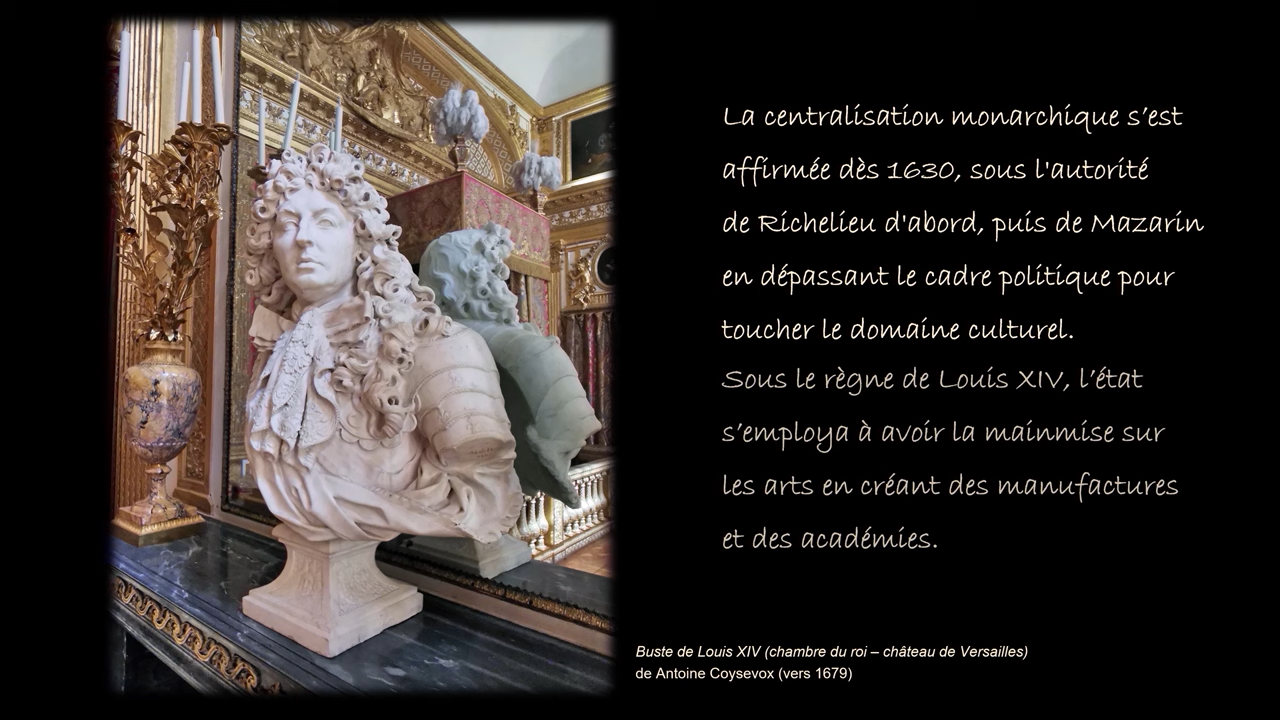 La centralisation monarchique s’est
affirmée dès 1630, sous l'autorité
de Richelieu d'abord, puis de Mazarin
en dépassant le cadre politique pour
toucher le domaine culturel.
Sous le règne de Louis XIV, l’état
s’employa à avoir la mainmise sur
les arts en créant des manufactures
et des académies.
Buste de Louis XIV (chambre du roi – château de Versailles)
de Antoine Coysevox (vers 1679)